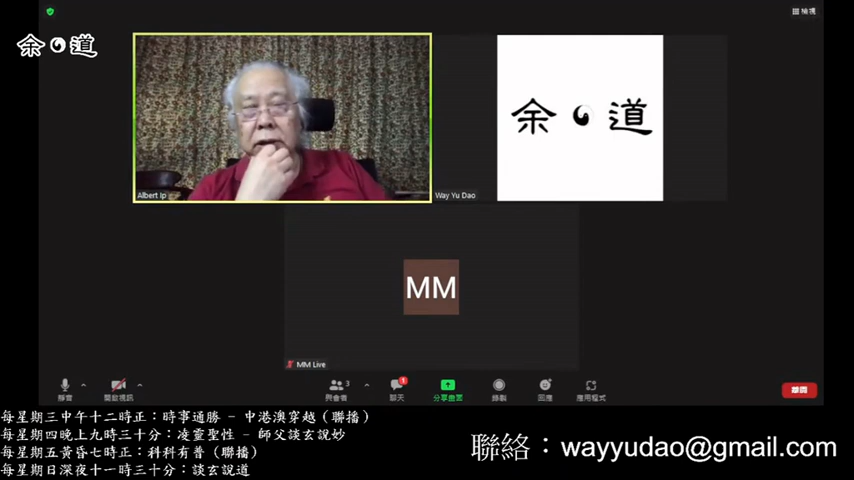 檢視
余 道
余 道
Albert Ip
Way Yu Dao
MM
MM Live
3
1
靜音
開啟視訊
與會者
聊天
分享畫面
錄製
回應
應用程式
離開
每星期三中午十二時正：時事通勝 - 中港澳穿越（聯播）
每星期四晚上九時三十分：凌靈聖性 - 師父談玄說妙
每星期五黃昏七時正：科科有普（聯播）
每星期日深夜十一時三十分：談玄說道
聯絡：wayyudao@gmail.com